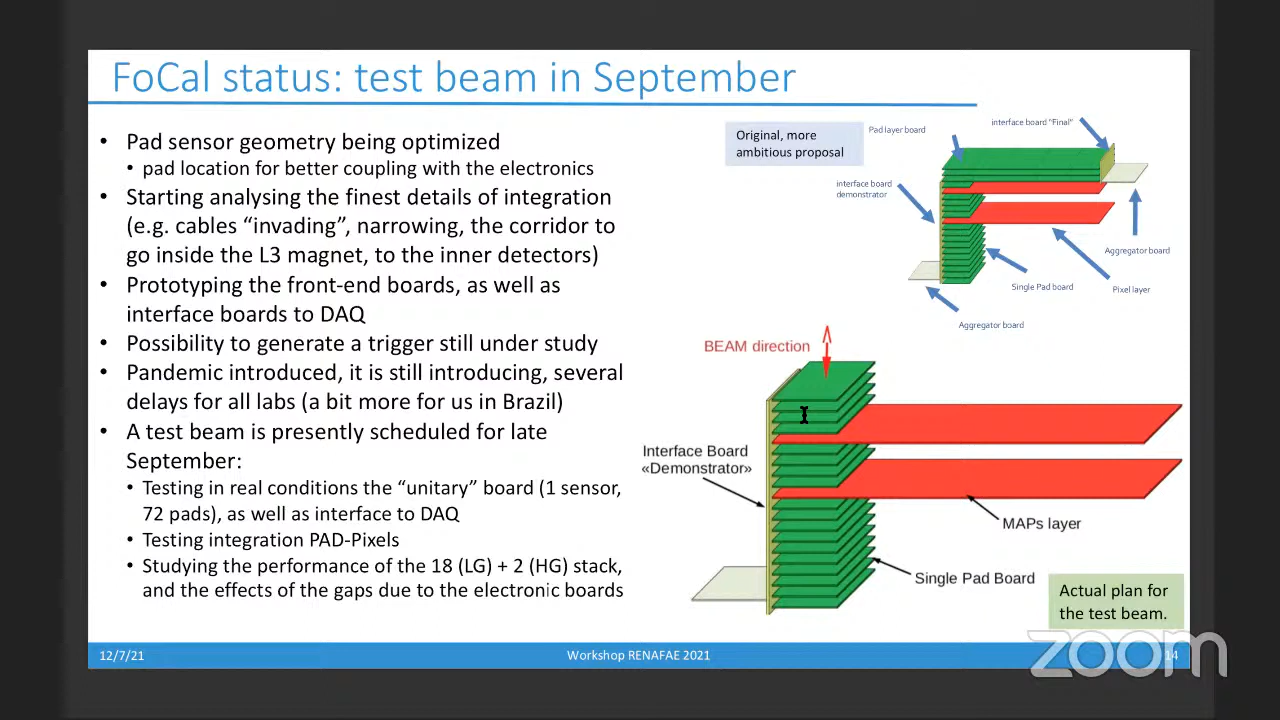 FoCal status: test beam in September
• Pad sensor geometry being optimized
• pad location for better coupling with the electronics
• Starting analysing the finest details of integration
(e.g. cables “invading”, narrowing, the corridor to
go inside the L3 magnet, to the inner detectors)
• Prototyping the front-end boards, as well as
interface boards to DAQ
• Possibility to generate a trigger still under study
• Pandemic introduced, it is still introducing, several
delays for all labs (a bit more for us in Brazil)
• A test beam is presently scheduled for late
September:
• Testing in real conditions the “unitary” board (1 sensor,
72 pads), as well as interface to DAQ
• Testing integration PAD-Pixels
• Studying the performance of the 18 (LG) + 2 (HG) stack,
and the effects of the gaps due to the electronic boards
Original, more
ambitious proposal
Pad layer board
interface board “Final”
interface board
demonstrator
Aggregator board
Single Pad board
Pixel layer
Aggregator board
BEAM direction
Interface Board
«Demonstrator»
MAPs layer
Single Pad Board
Actual plan for
the test beam.
12/7/21
Workshop RENAFAE 2021
14
zoom